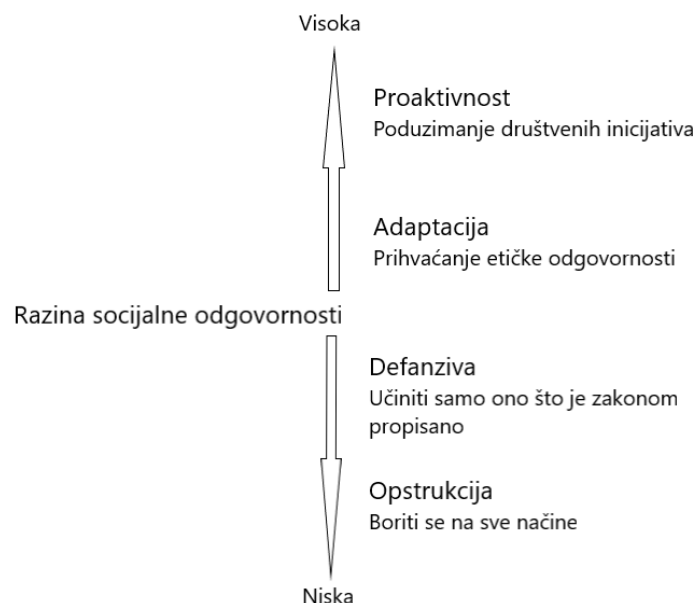 Visoka
Proaktivnost
Poduzimanje društvenih inicijativa
Adaptacija
Prihvaćanje etičke odgovornosti
Razina socijalne odgovornosti
Defanziva
Učiniti samo ono što je zakonom
propisano
Opstrukcija
Boriti se na sve načine
Niska